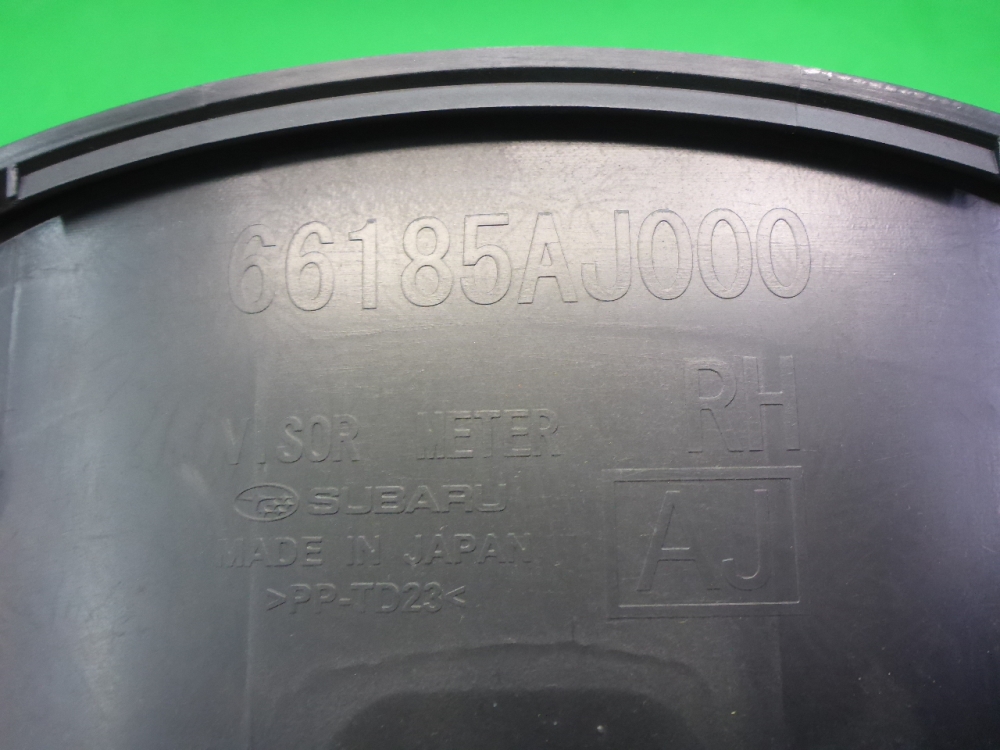 66185AJ000
RH
VISOR METER
SUBARU
AJ
MADE IN JAPAN
>PP-TD23<